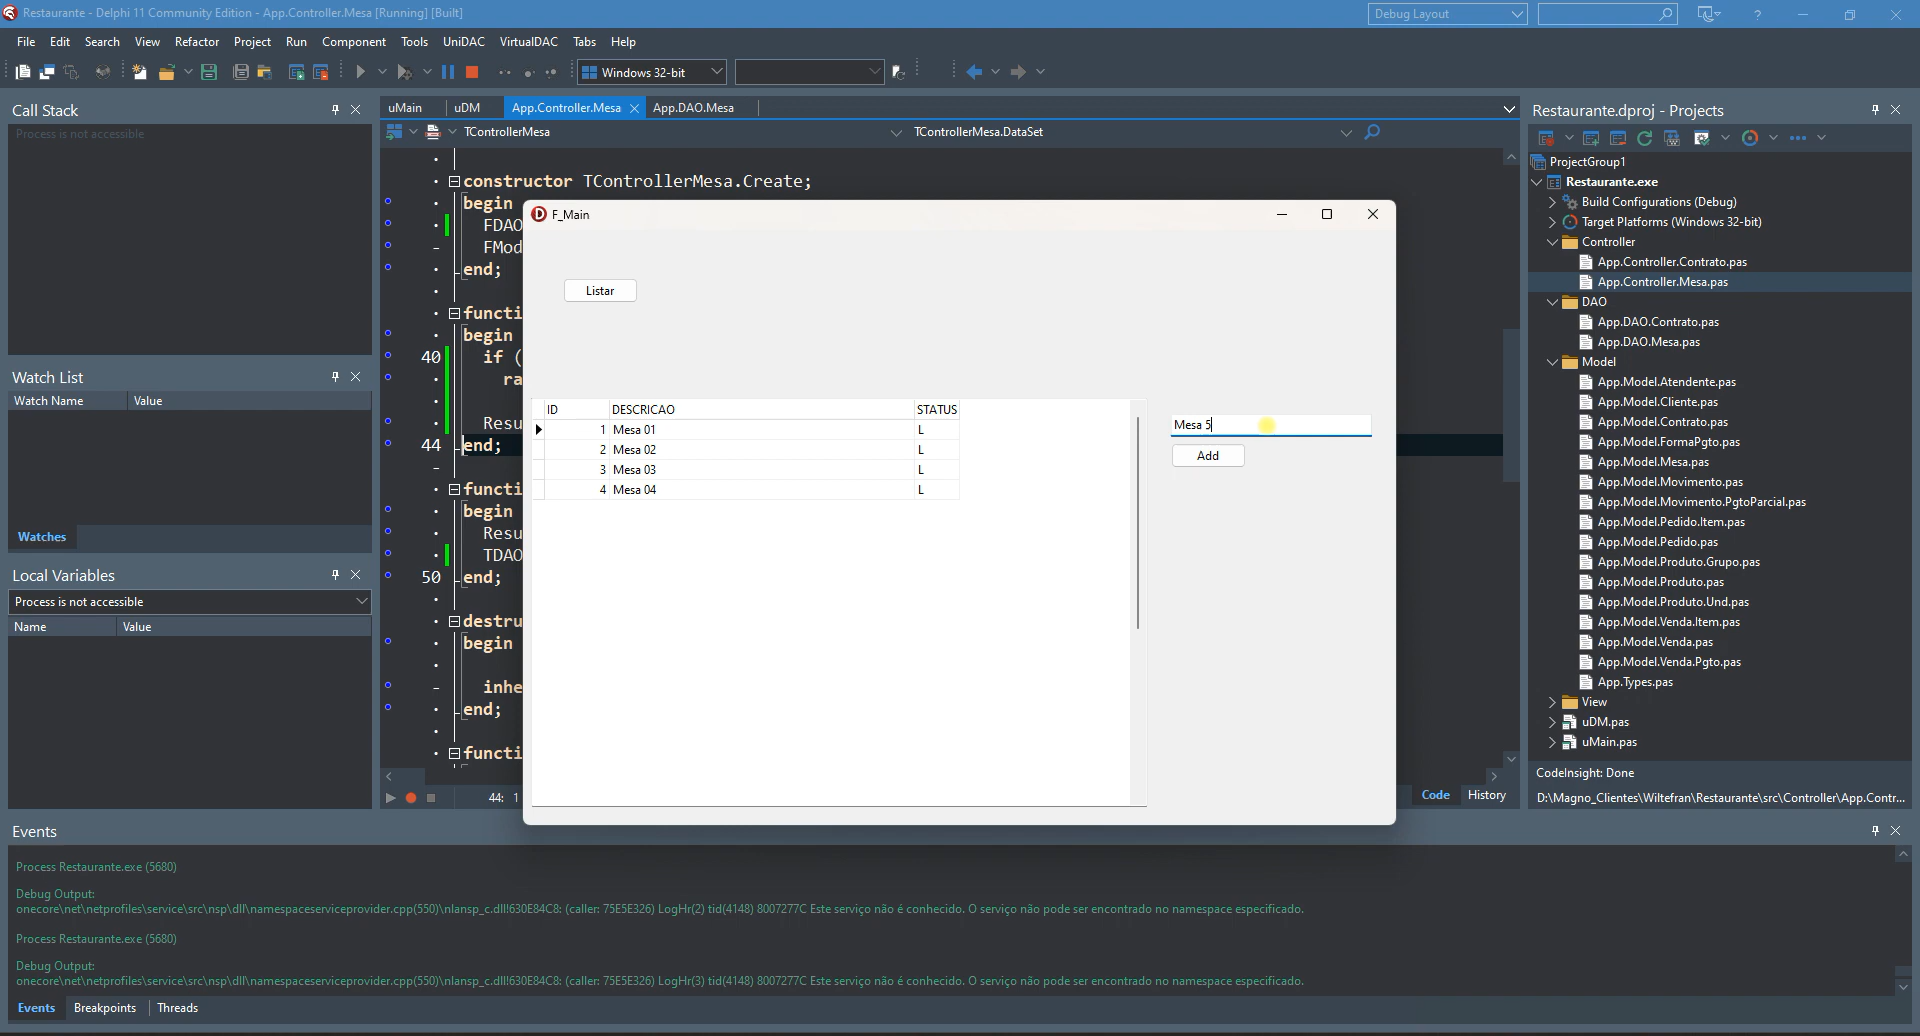 Restaurante - Delphi 11 Community Edition - App.Controller.Mesa [Running] [Built]
Debug Layout
File Edit Search View Refactor Project Run Component Tools UniDAC VirtualDAC Tabs Help
Windows 32-bit
Call Stack
Process is not accessible
Watch List
Watch Name Value
Watches
Local Variables
Process is not accessible
Name Value
uMain uDM App.Controller.Mesa App.DAO.Mesa
TControllerMesa TControllerMesa.DataSet
constructor TControllerMesa.Create;
begin
FDAO
FMod
end;
functi
begin
40 if (
ra
Resu
44 end;
functi
begin
Resu
TDAO
50 end;
destru
begin
inhe
end;
functi
44: 1
Code History
F_Main
Listar
ID DESCRICAO STATUS
1 Mesa 01 L
2 Mesa 02 L
3 Mesa 03 L
4 Mesa 04 L
Mesa 5
Add
Restaurante.dproj - Projects
ProjectGroup1
Restaurante.exe
Build Configurations (Debug)
Target Platforms (Windows 32-bit)
Controller
App.Controller.Contrato.pas
App.Controller.Mesa.pas
DAO
App.DAO.Contrato.pas
App.DAO.Mesa.pas
Model
App.Model.Atendente.pas
App.Model.Cliente.pas
App.Model.Contrato.pas
App.Model.FormaPgto.pas
App.Model.Mesa.pas
App.Model.Movimento.pas
App.Model.Movimento.PgtoParcial.pas
App.Model.Pedido.Item.pas
App.Model.Pedido.pas
App.Model.Produto.Grupo.pas
App.Model.Produto.pas
App.Model.Produto.Und.pas
App.Model.Venda.Item.pas
App.Model.Venda.pas
App.Model.Venda.Pgto.pas
App.Types.pas
View
uDM.pas
uMain.pas
CodeInsight: Done
D:\Magno_Clientes\Wiltefran\Restaurante\src\Controller\App.Contr...
Events
Process Restaurante.exe (5680)
Debug Output:
onecore\net\netprofiles\service\src\nsp\dll\namespaceserviceprovider.cpp(550)\nlansp_c.dll!630E84C8: (caller: 75E5E326) LogHr(2) tid(4148) 8007277C Este serviço não é conhecido. O serviço não pode ser encontrado no namespace especificado.
Process Restaurante.exe (5680)
Debug Output:
onecore\net\netprofiles\service\src\nsp\dll\namespaceserviceprovider.cpp(550)\nlansp_c.dll!630E84C8: (caller: 75E5E326) LogHr(3) tid(4148) 8007277C Este serviço não é conhecido. O serviço não pode ser encontrado no namespace especificado.
Events Breakpoints Threads